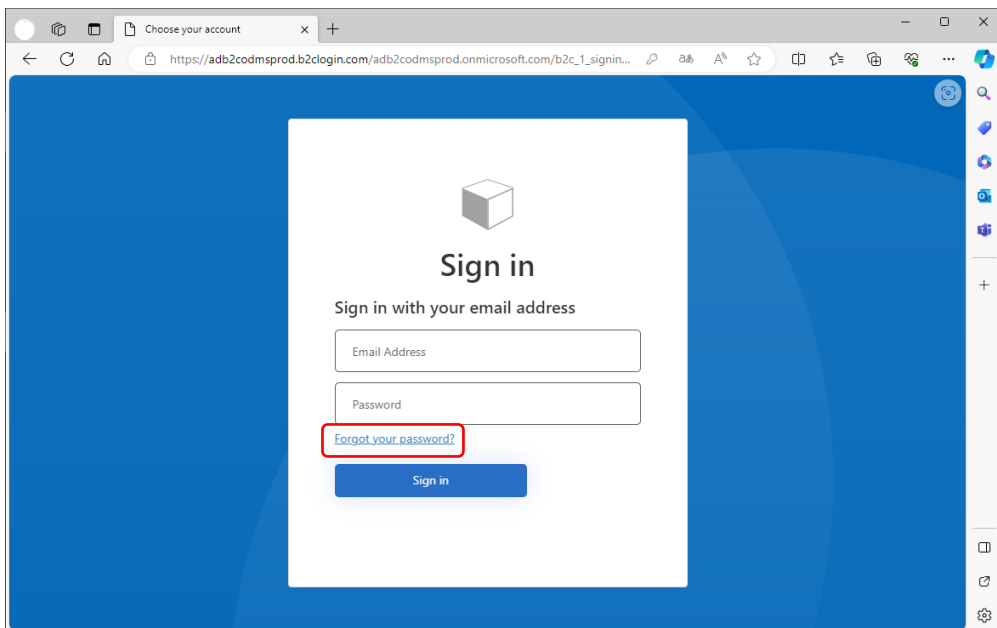 Choose your account
https://adb2codmsprod.b2clogin.com/adb2codmsprod.onmicrosoft.com/b2c_1_signin...
Sign in
Sign in with your email address
Email Address
Password
Forgot your password?
Sign in